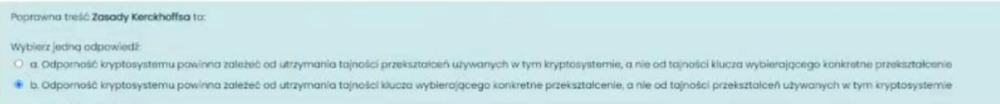 Poprawna treść Zasady Kerckhoffsa to:
Wybierz jedną odpowiedź:
a. Odporność kryptosystemu powinna zależeć od utrzymania tajności przekształceń używanych w tym kryptosystemie, a nie od tajności klucza wybierającego konkretne przekształcenie
b. Odporność kryptosystemu powinna zależeć od utrzymania tajności klucza wybierającego konkretne przekształcenie, a nie od tajności przekształceń używanych w tym kryptosystemie